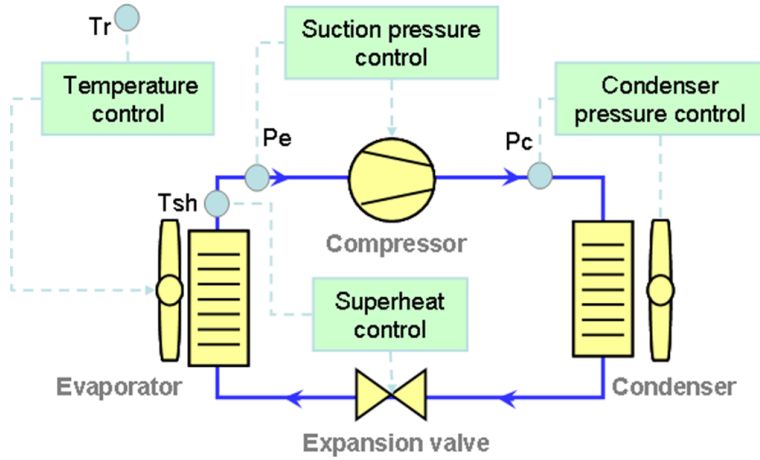 Tr
Suction pressure
control
Temperature
control
Condenser
pressure control
Pe
Pc
Tsh
Compressor
Superheat
control
Evaporator
Condenser
Expansion valve